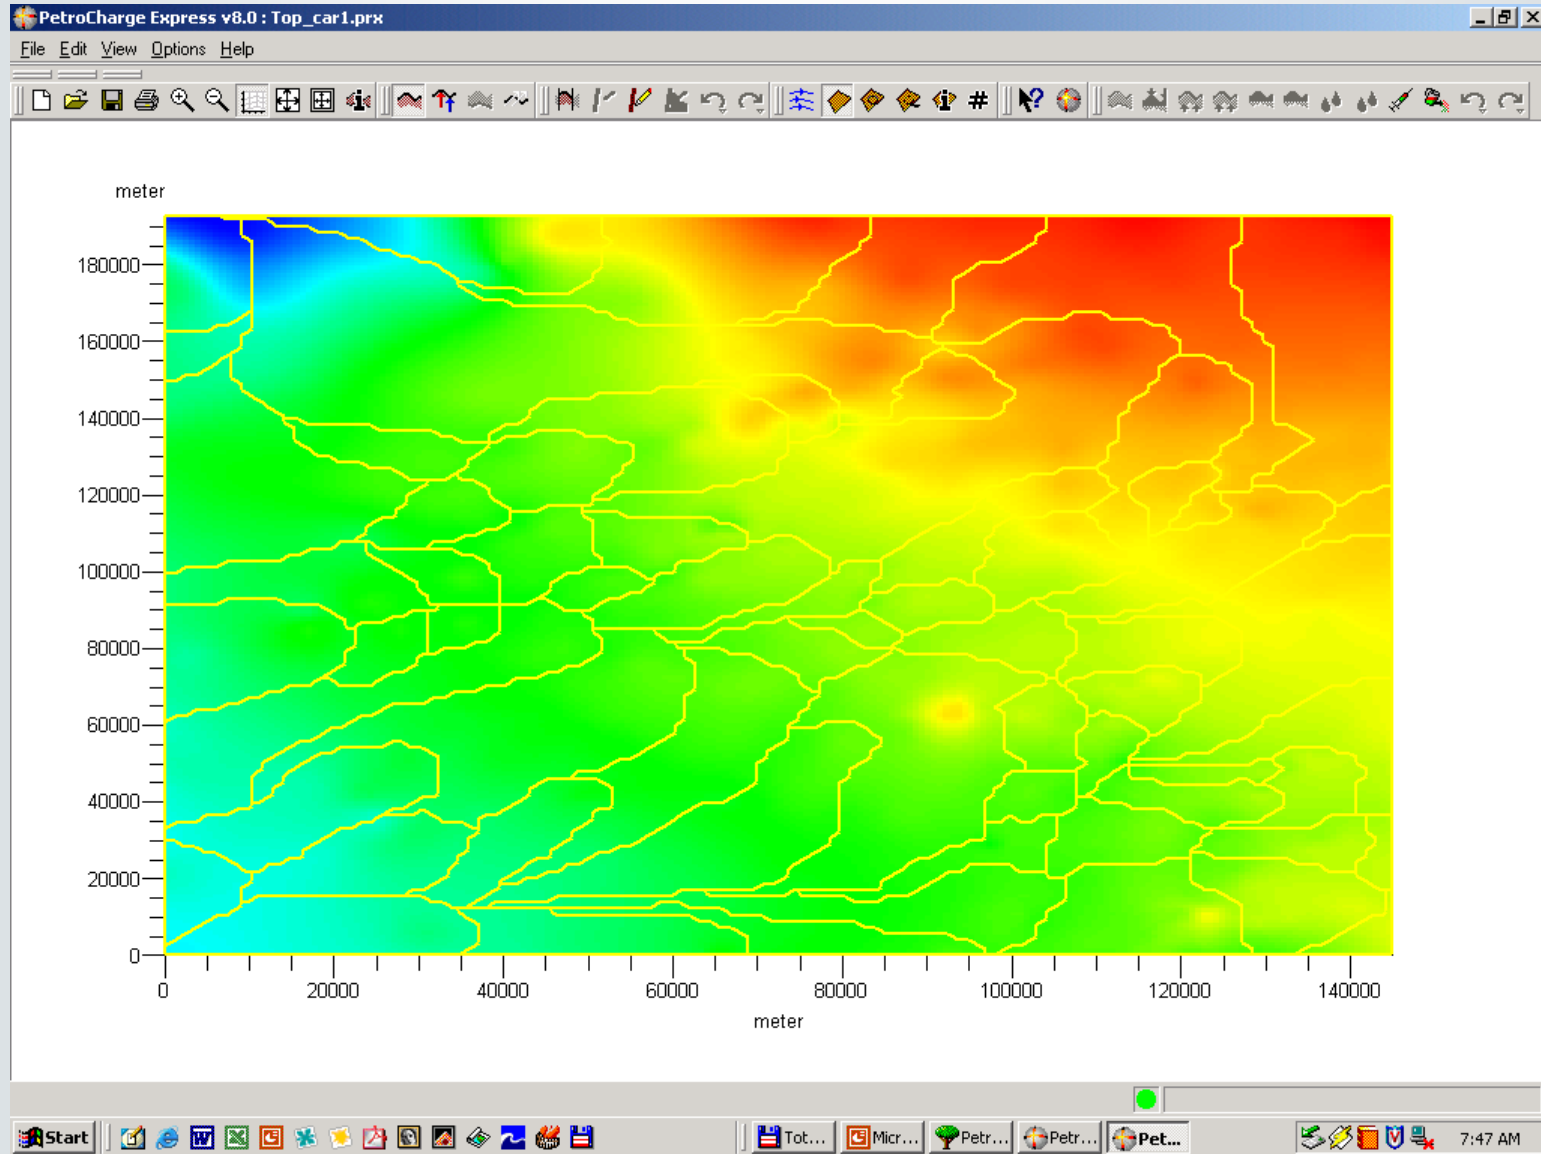 PetroCharge Express v8.0 : Top_car1.prx
File Edit View Options Help
meter
180000
160000
140000
120000
100000
80000
60000
40000
20000
0
0 20000 40000 60000 80000 100000 120000 140000
meter
Start Tot... Micr... Petr... Petr... Pet... 7:47 AM